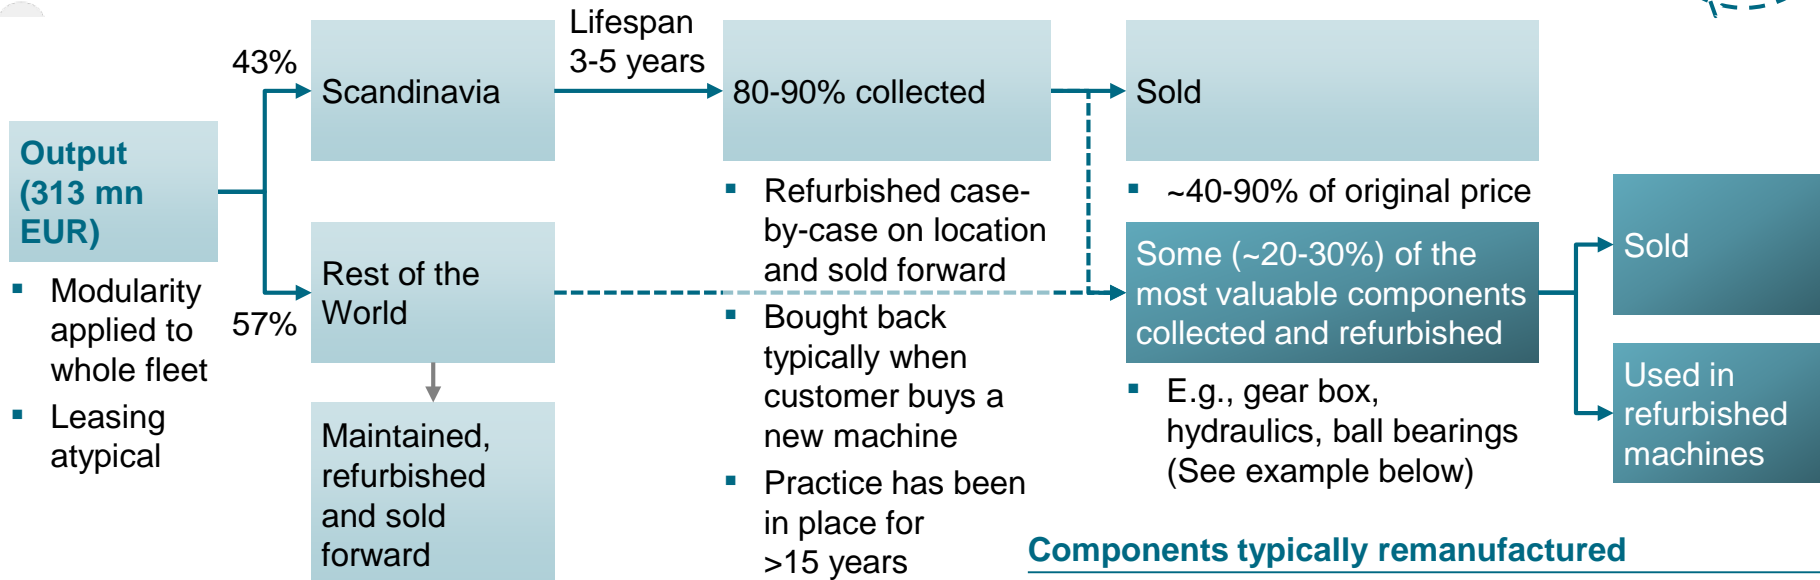 Output
(313 mn
EUR)
Modularity
applied to
whole fleet
Leasing
atypical
43%
57%
Scandinavia
Rest of the
World
Maintained,
refurbished
and sold
forward
Lifespan
3-5 years
80-90% collected
Refurbished case-
by-case on location
and sold forward
Bought back
typically when
customer buys a
new machine
Practice has been
in place for
>15 years
Sold
~40-90% of original price
Some (~20-30%) of the
most valuable components
collected and refurbished
E.g., gear box,
hydraulics, ball bearings
(See example below)
Sold
Used in
refurbished
machines
Components typically remanufactured